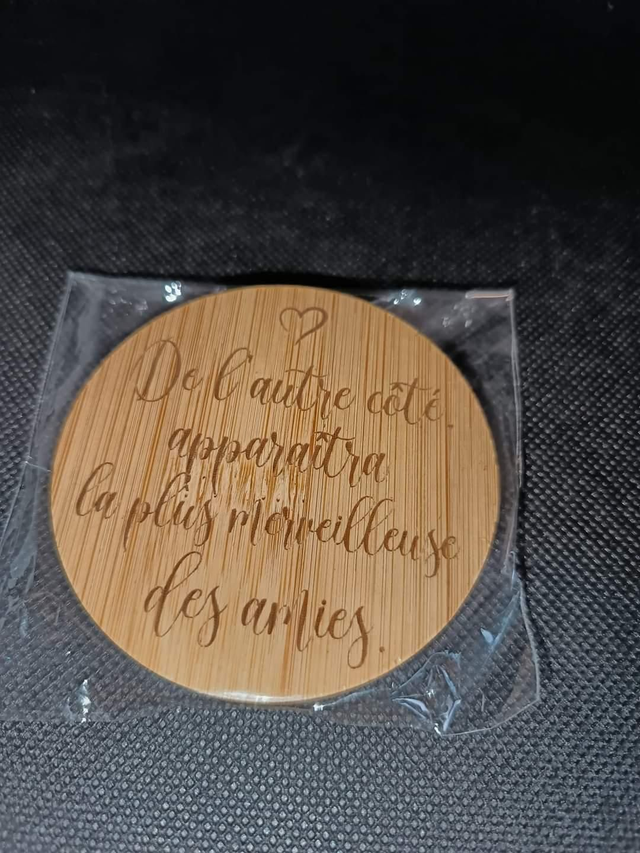 De l'autre côté,
apparaîtra
la plus merveilleuse
des amies.